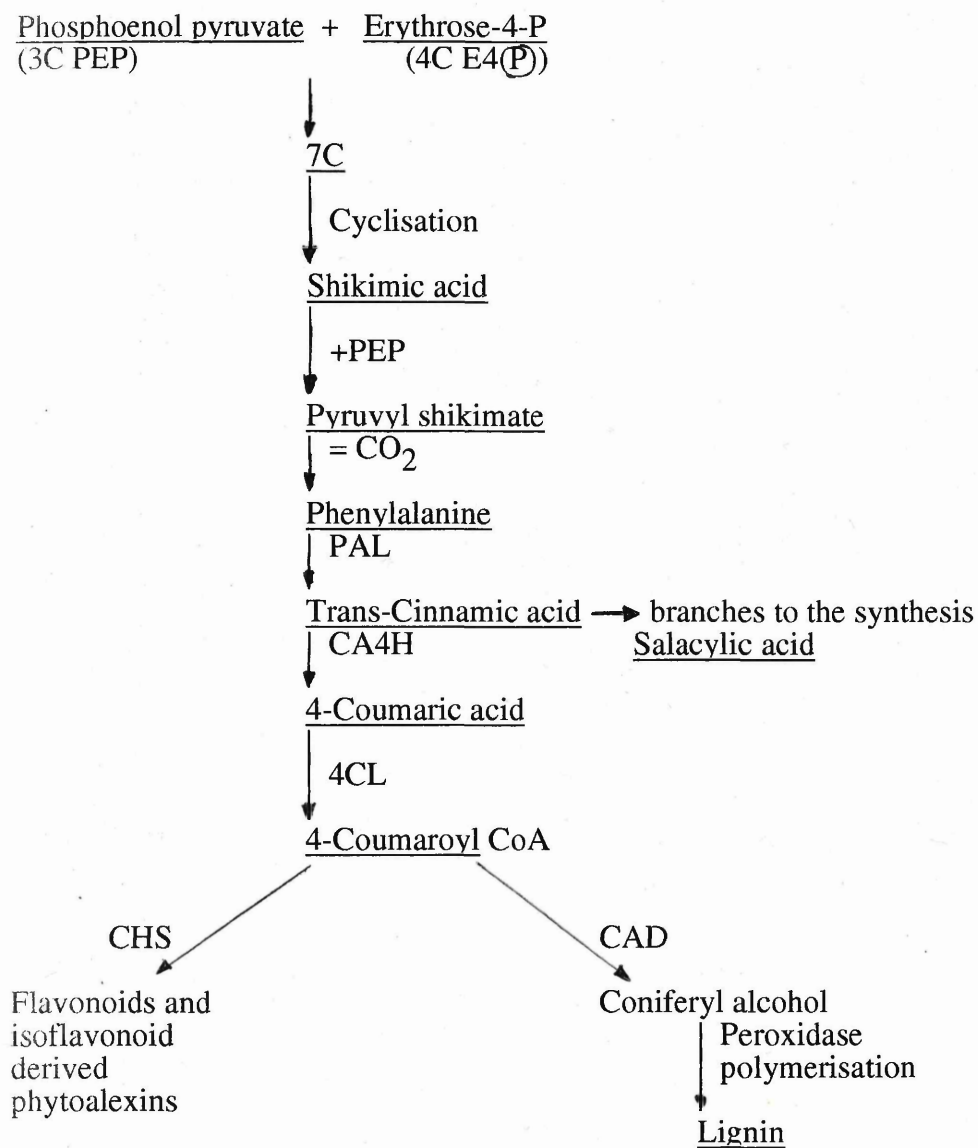 Phosphoenol pyruvate + Erythrose-4-P
(3C PEP) (4C E4(P))
7C
Cyclisation
Shikimic acid
+PEP
Pyruvyl shikimate
= CO2
Phenylalanine
PAL
Trans-Cinnamic acid → branches to the synthesis
CA4H Salacylic acid
4-Coumaric acid
4CL
4-Coumaroyl CoA
CHS CAD
Flavonoids and
isoflavonoid
derived
phytoalexins
Coniferyl alcohol
Peroxidase
polymerisation
Lignin